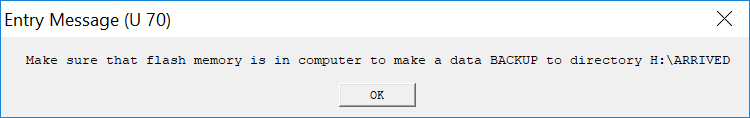 Entry Message (U 70)
Make sure that flash memory is in computer to make a data BACKUP to directory H:\ARRIVED
OK